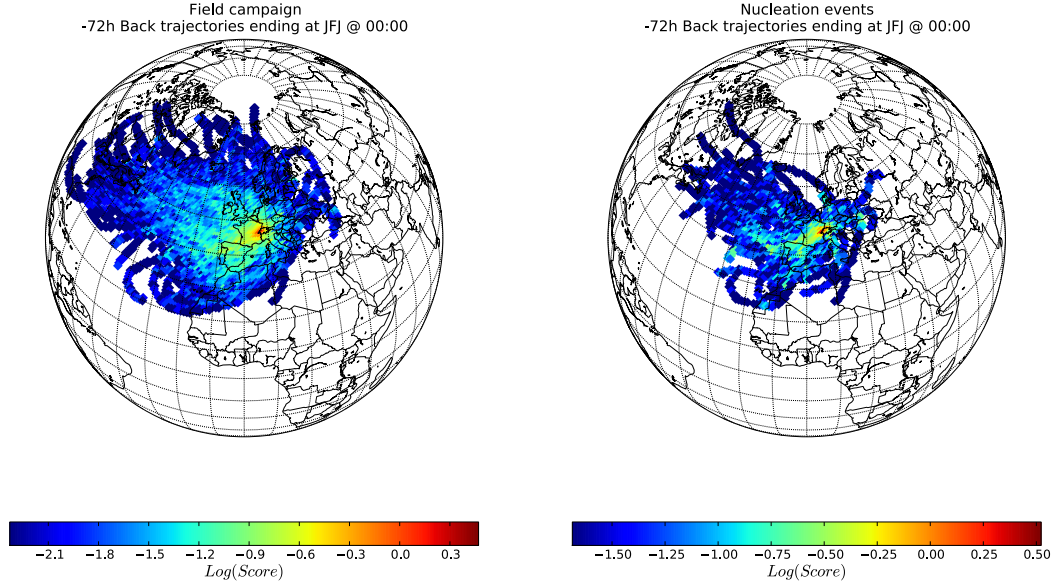 Field campaign
-72h Back trajectories ending at JFJ @ 00:00
Nucleation events
-72h Back trajectories ending at JFJ @ 00:00
−2.1 −1.8 −1.5 −1.2 −0.9 −0.6 −0.3 0.0 0.3
Log(Score)
−1.50 −1.25 −1.00 −0.75 −0.50 −0.25 0.00 0.25 0.50
Log(Score)